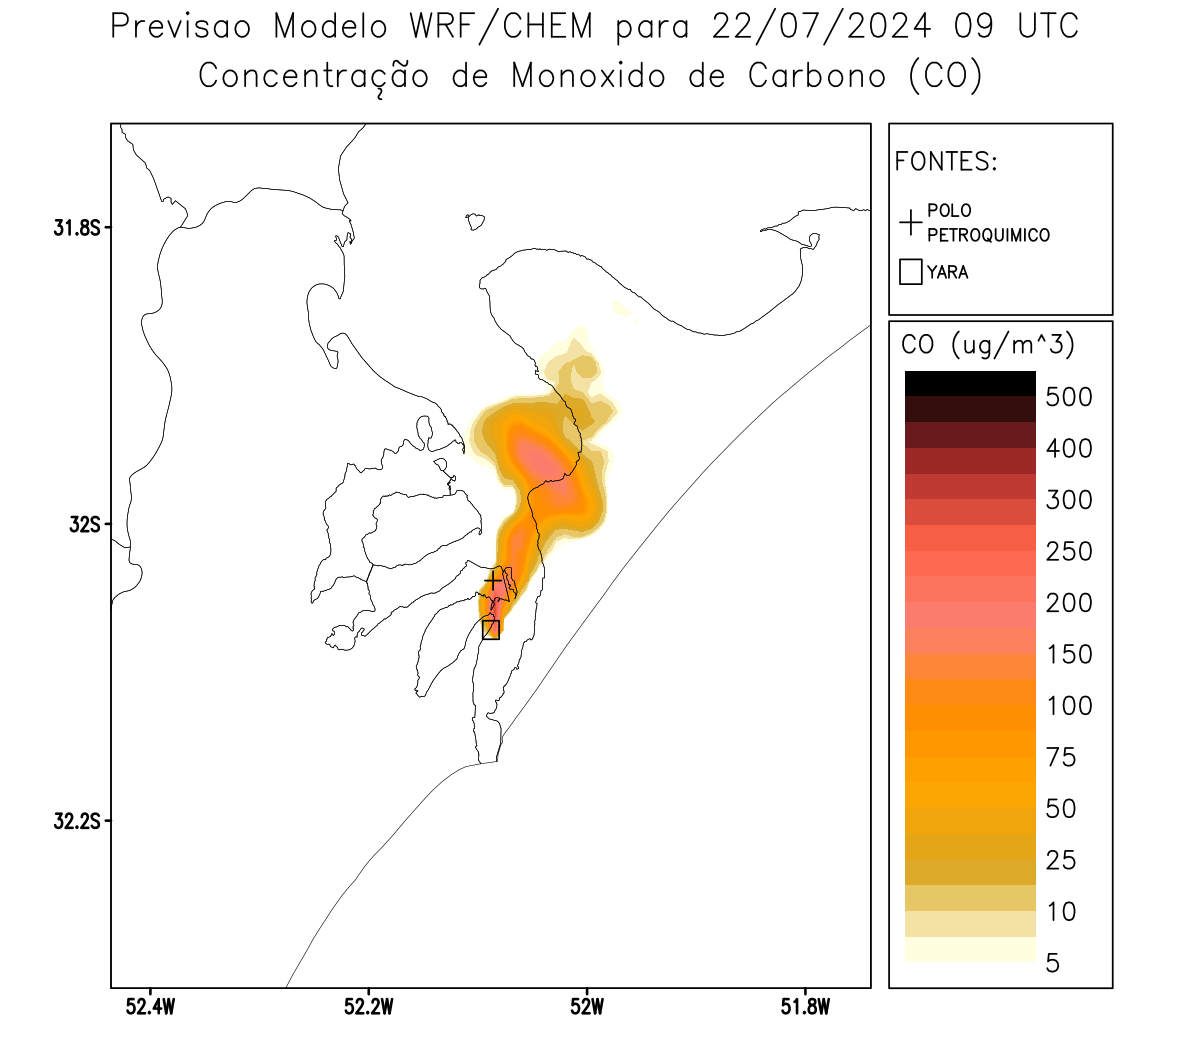 Previsao Modelo WRF/CHEM para 22/07/2024 09 UTC
Concentração de Monoxido de Carbono (CO)
FONTES:
POLO
PETROQUIMICO
YARA
CO (ug/m^3)
500
400
300
250
200
150
100
75
50
25
10
5
31.8S
32S
32.2S
52.4W
52.2W
52W
51.8W